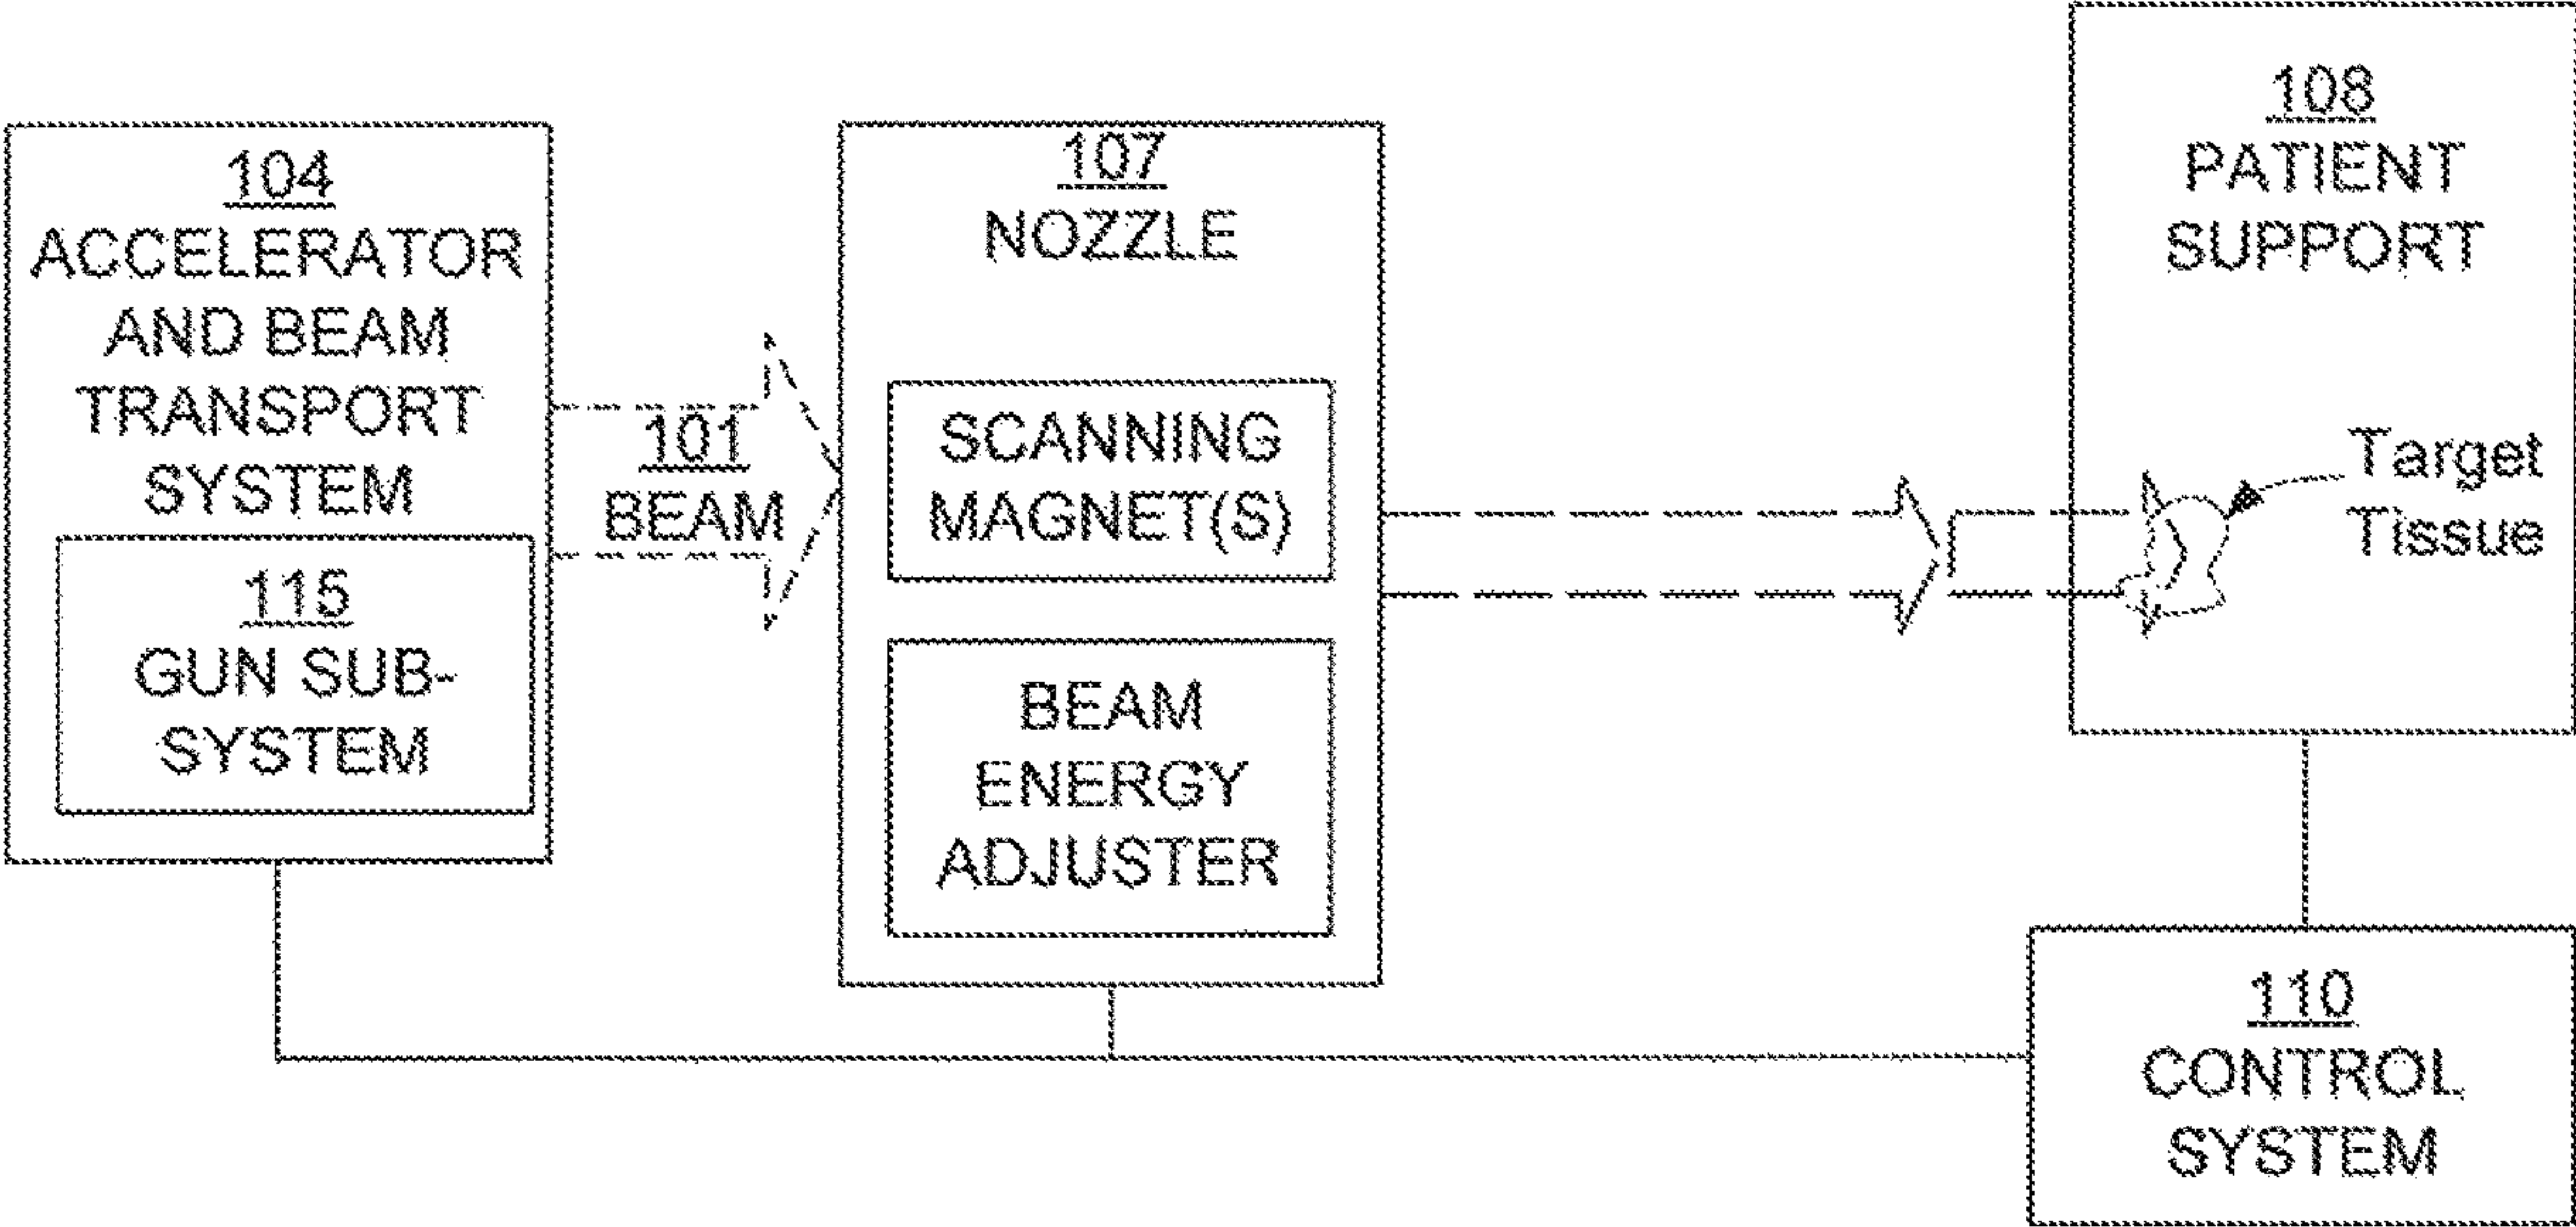 104
ACCELERATOR
AND BEAM
TRANSPORT
SYSTEM
115
GUN SUB-
SYSTEM
101
BEAM
107
NOZZLE
SCANNING
MAGNET(S)
BEAM
ENERGY
ADJUSTER
108
PATIENT
SUPPORT
Target
Tissue
110
CONTROL
SYSTEM